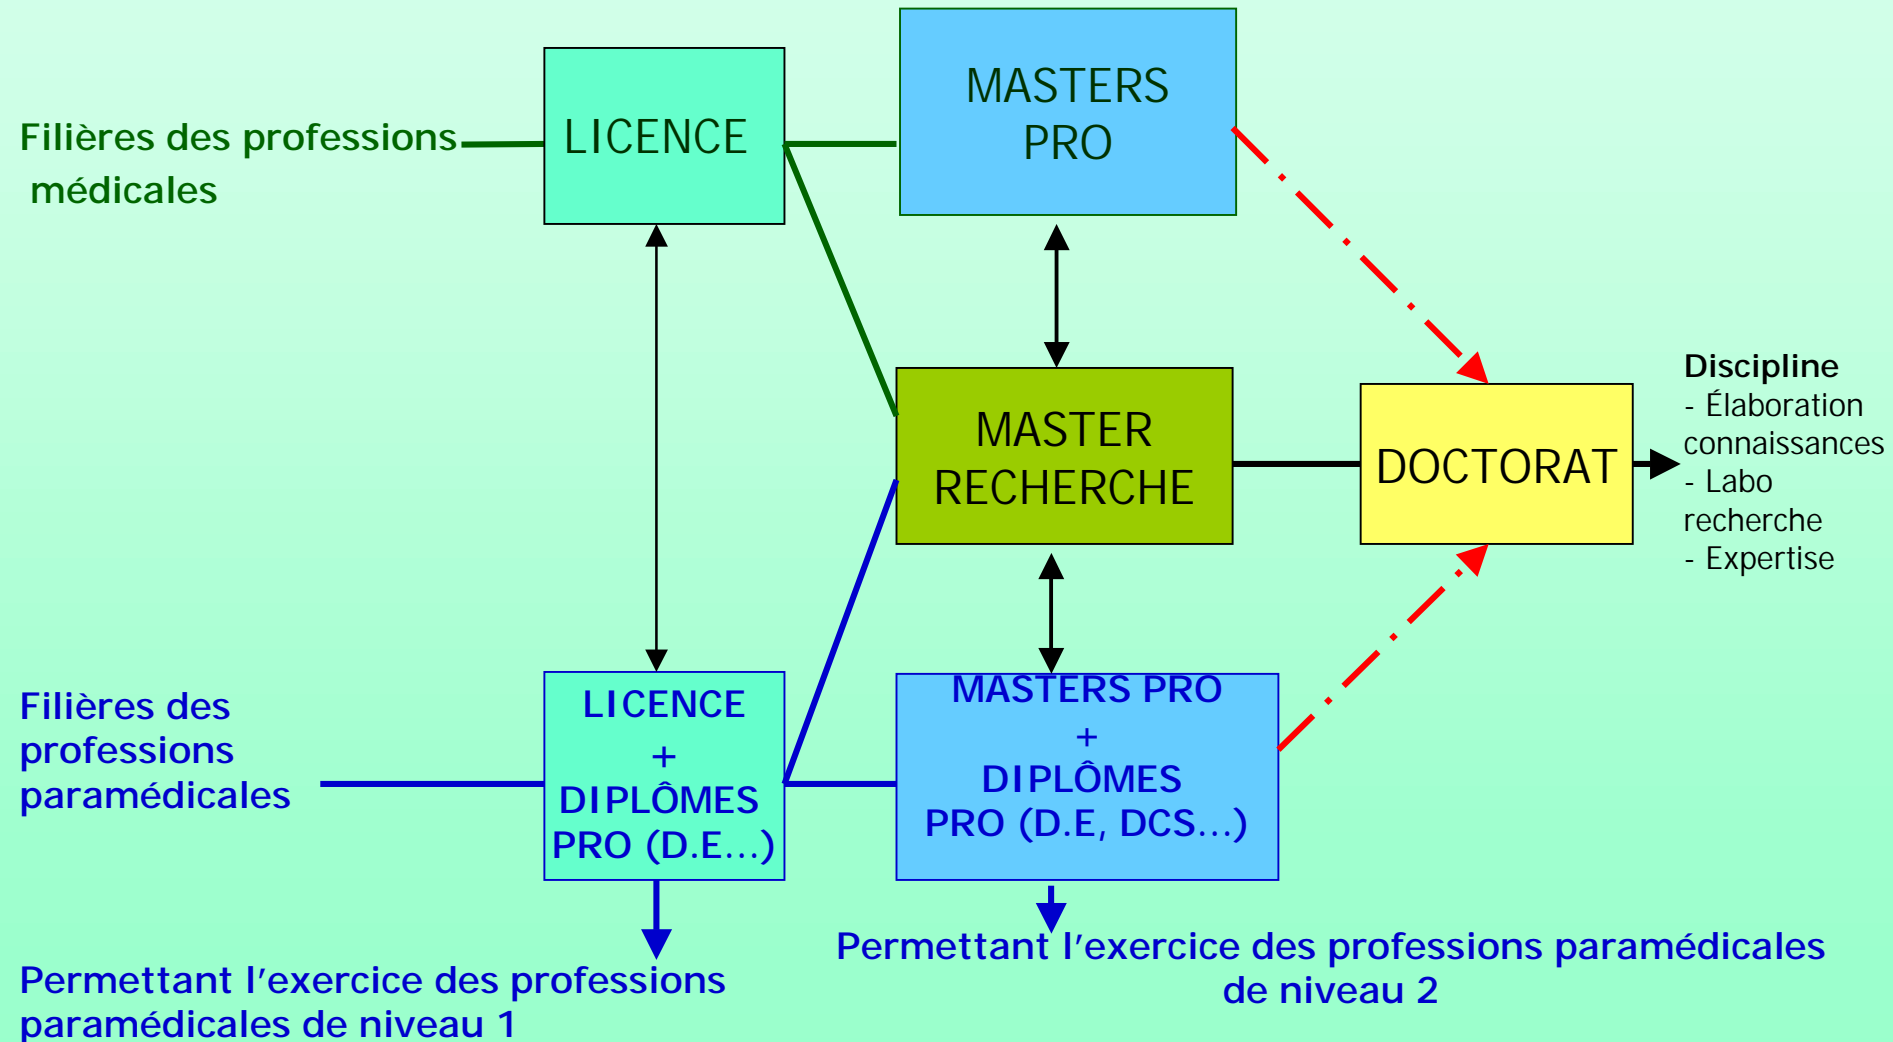 Filières des professions
médicales
LICENCE
MASTERS
PRO
MASTER
RECHERCHE
DOCTORAT
Discipline
- Élaboration
connaissances
- Labo
recherche
- Expertise
Filières des
professions
paramédicales
LICENCE
+
DIPLÔMES
PRO (D.E...)
MASTERS PRO
+
DIPLÔMES
PRO (D.E, DCS...)
Permettant l'exercice des professions
paramédicales de niveau 1
Permettant l'exercice des professions paramédicales
de niveau 2